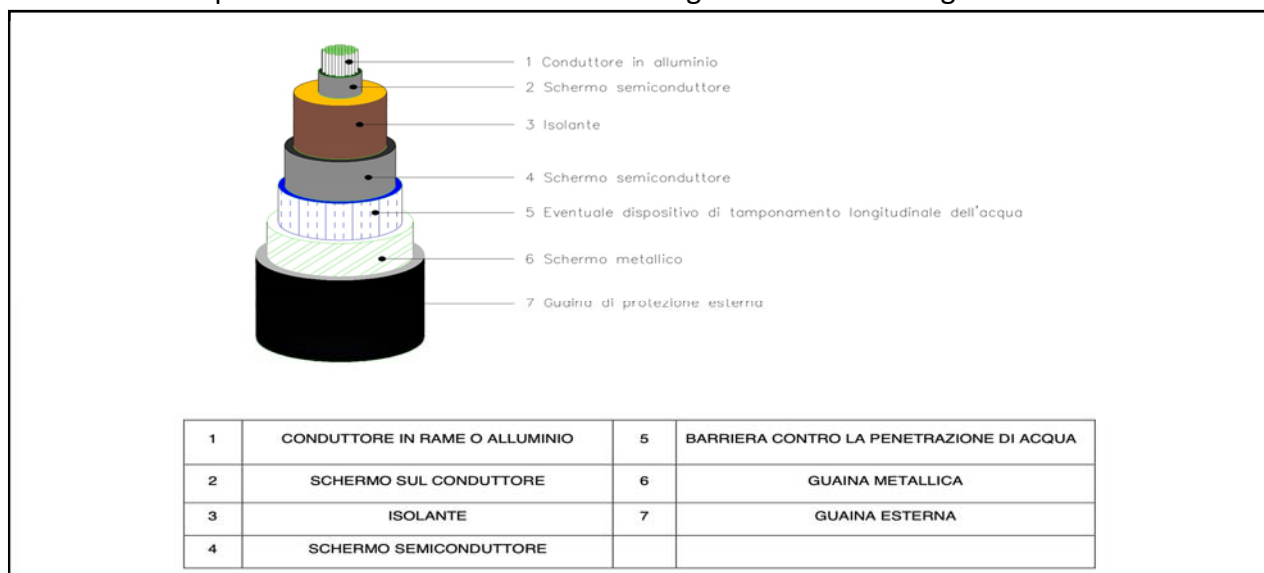 1 Conduttore in alluminio
2 Schermo semiconduttore
3 Isolante
4 Schermo semiconduttore
5 Eventuale dispositivo di tamponamento longitudinale dell'acqua
6 Schermo metallico
7 Guaina di protezione esterna
1 CONDUTTORE IN RAME O ALLUMINIO 5 BARRIERA CONTRO LA PENETRAZIONE DI ACQUA
2 SCHERMO SUL CONDUTTORE 6 GUAINA METALLICA
3 ISOLANTE 7 GUAINA ESTERNA
4 SCHERMO SEMICONDUTTORE